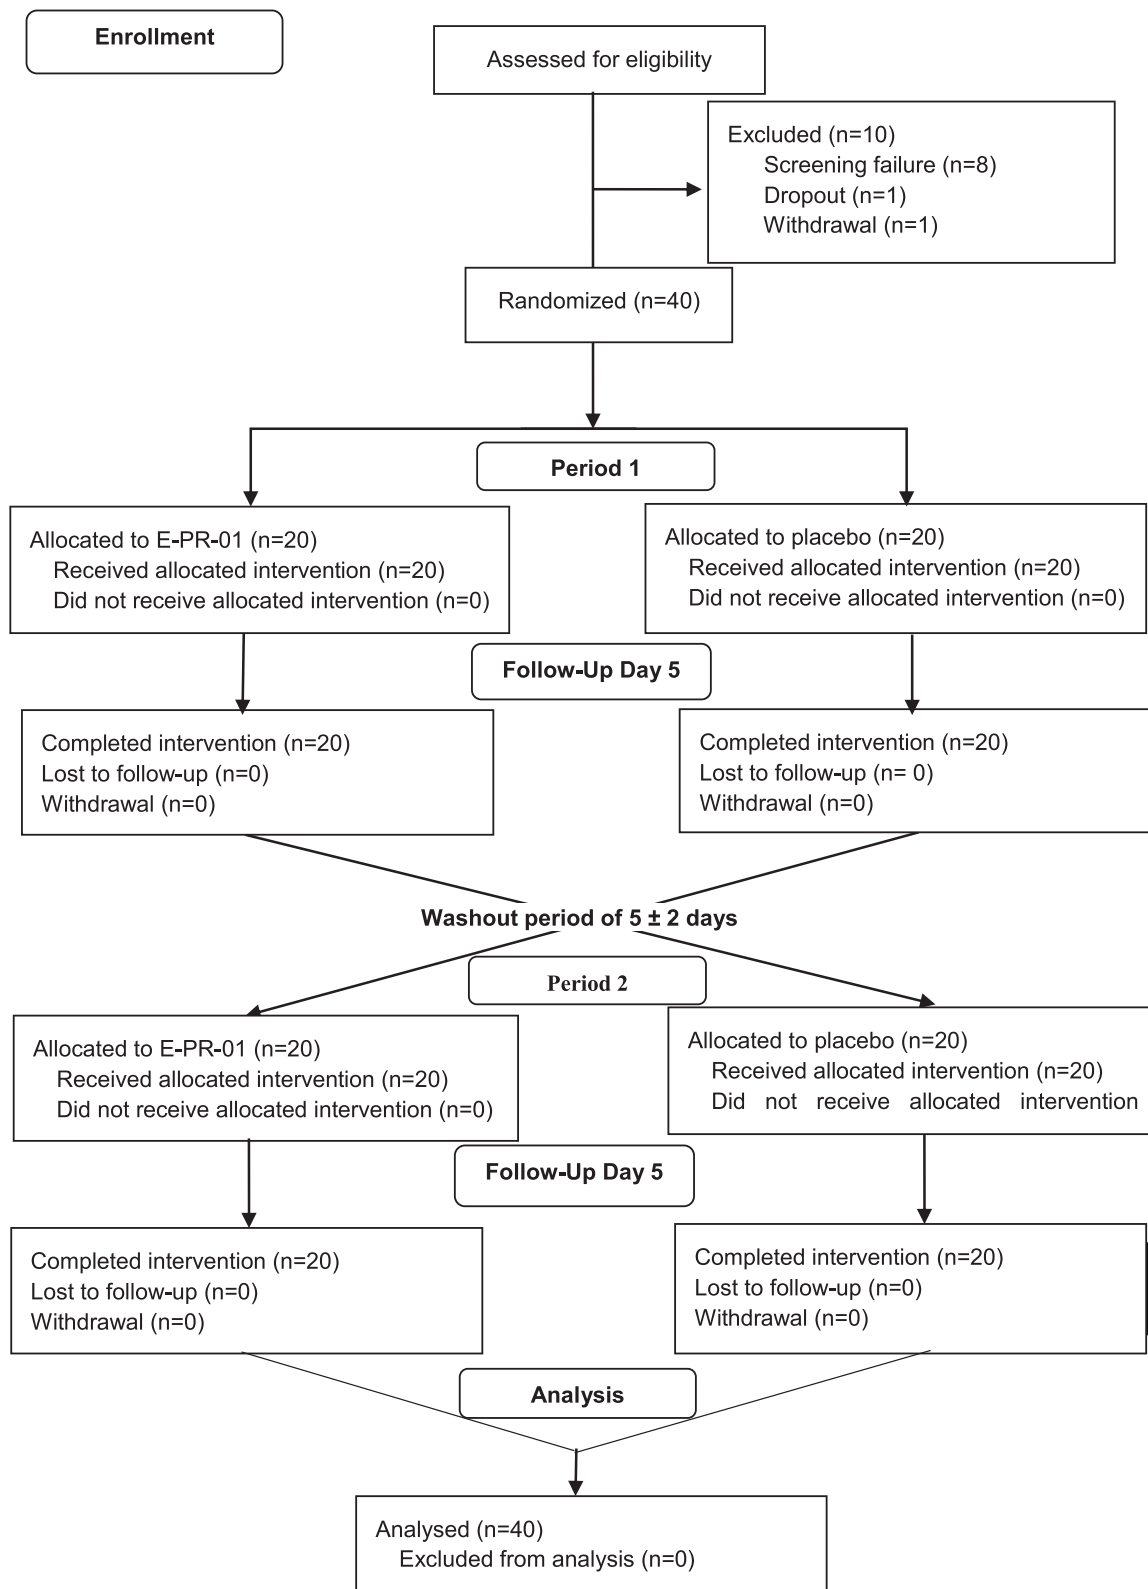 Enrollment
Assessed for eligibility
Excluded (n=10)
Screening failure (n=8)
Dropout (n=1)
Withdrawal (n=1)
Randomized (n=40)
Period 1
Allocated to E-PR-01 (n=20)
Received allocated intervention (n=20)
Did not receive allocated intervention (n=0)
Allocated to placebo (n=20)
Received allocated intervention (n=20)
Did not receive allocated intervention (n=0)
Follow-Up Day 5
Completed intervention (n=20)
Lost to follow-up (n=0)
Withdrawal (n=0)
Completed intervention (n=20)
Lost to follow-up (n= 0)
Withdrawal (n=0)
Washout period of 5 ± 2 days
Period 2
Allocated to E-PR-01 (n=20)
Received allocated intervention (n=20)
Did not receive allocated intervention (n=0)
Allocated to placebo (n=20)
Received allocated intervention (n=20)
Did not receive allocated intervention
Follow-Up Day 5
Completed intervention (n=20)
Lost to follow-up (n=0)
Withdrawal (n=0)
Completed intervention (n=20)
Lost to follow-up (n=0)
Withdrawal (n=0)
Analysis
Analysed (n=40)
Excluded from analysis (n=0)